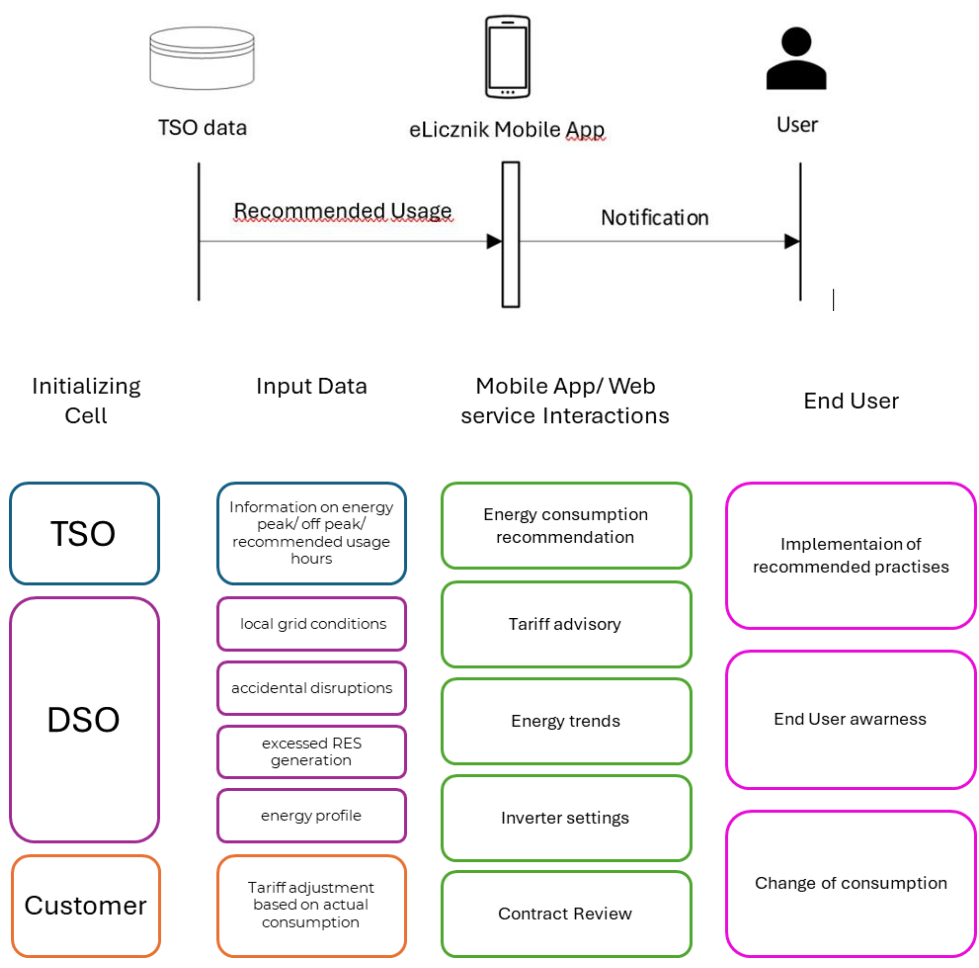 TSO data
eLicznik Mobile App
User
Recommended Usage
Notification
Initializing
Cell
Input Data
Mobile App/ Web
service Interactions
End User
TSO
Information on energy
peak/ off peak/
recommended usage
hours
Energy consumption
recommendation
Implementaion of
recommended practises
DSO
local grid conditions
accidental disruptions
excessed RES
generation
energy profile
Tariff advisory
Energy trends
Inverter settings
End User awarness
Customer
Tariff adjustment
based on actual
consumption
Contract Review
Change of consumption